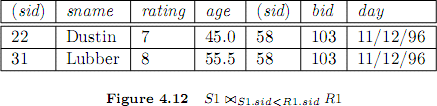 (sid) sname rating age (sid) bid day
22 Dustin 7 45.0 58 103 11/12/96
31 Lubber 8 55.5 58 103 11/12/96
Figure 4.12 S1 ⋈S1.sid<R1.sid R1